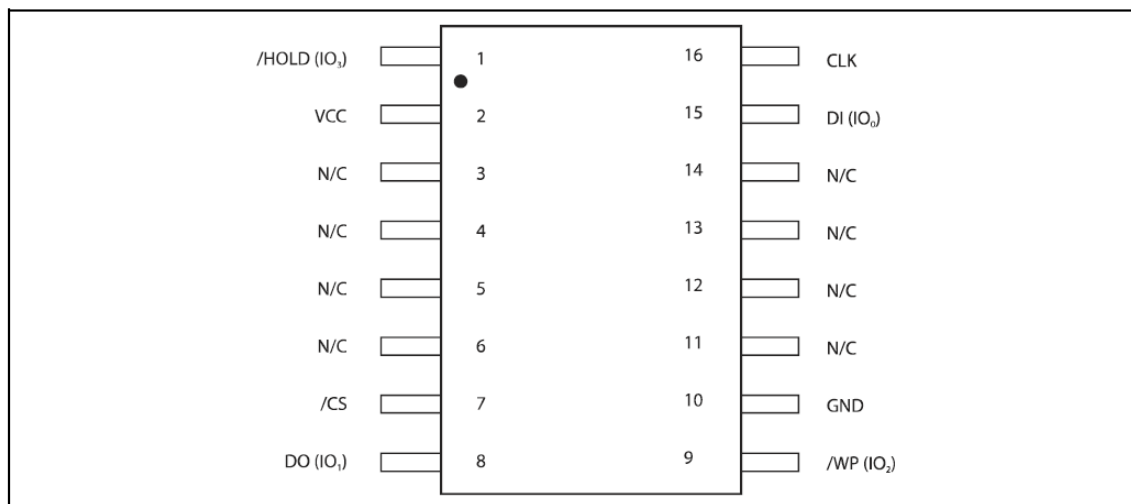 /HOLD (IO₃) 1 16 CLK
VCC 2 15 DI (IO₀)
N/C 3 14 N/C
N/C 4 13 N/C
N/C 5 12 N/C
N/C 6 11 N/C
/CS 7 10 GND
DO (IO₁) 8 9 /WP (IO₂)